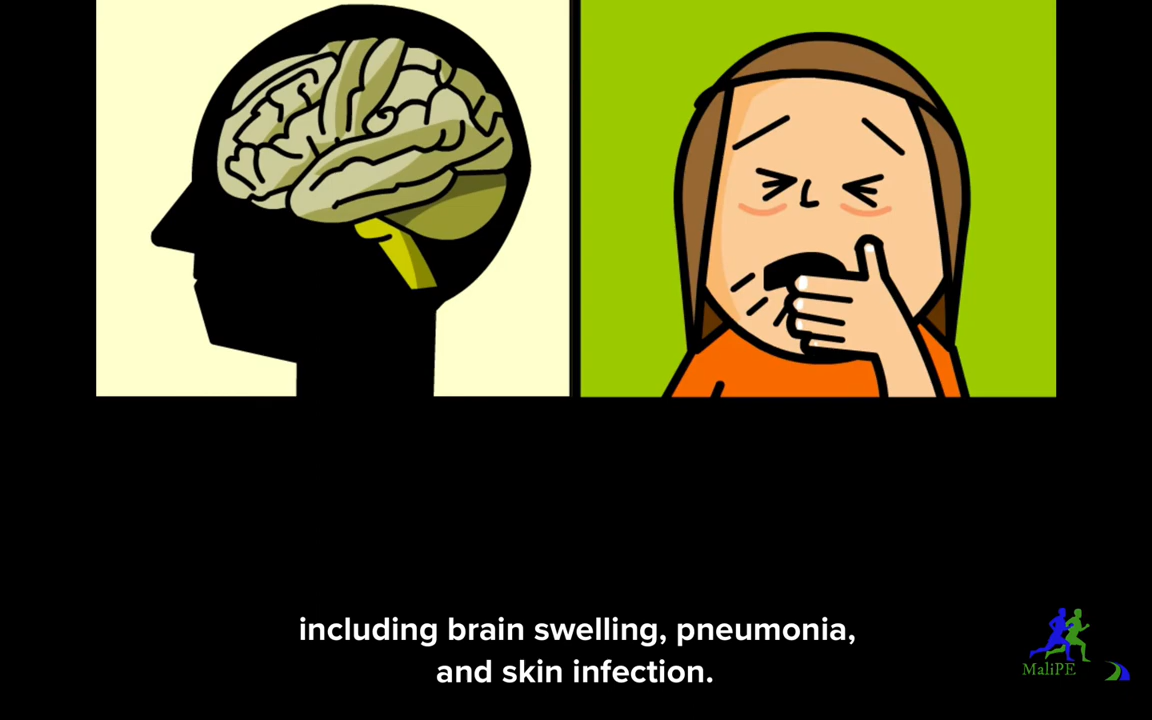 including brain swelling, pneumonia,
and skin infection.
MaliPE